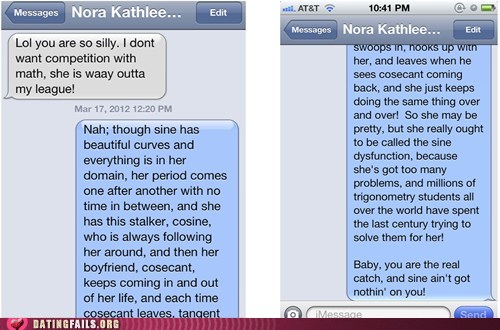 Messages
Nora Kathlee...
Edit
Lol you are so silly. I dont
want competition with
math, she is waay outta
my league!
Mar 17, 2012 12:20 PM
Nah; though sine has
beautiful curves and
everything is in her
domain, her period comes
one after another with no
time in between, and she
has this stalker, cosine,
who is always following
her around, and then her
boyfriend, cosecant,
keeps coming in and out
of her life, and each time
cosecant leaves, tangent
AT&T
10:41 PM
Messages
Nora Kathlee...
Edit
swoops in, hooks up with
her, and leaves when he
sees cosecant coming
back, and she just keeps
doing the same thing over
and over!  So she may be
pretty, but she really ought
to be called the sine
dysfunction, because
she's got too many
problems, and millions of
trigonometry students all
over the world have spent
the last century trying to
solve them for her!
Baby, you are the real
catch, and sine ain't got
nothin' on you!
iMessage
Send
DATINGFAILS.ORG